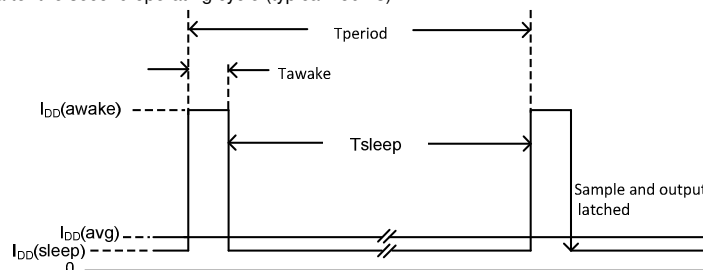 Tperiod
Tawake
IDD(awake)
Tsleep
Sample and output
latched
IDD(avg)
IDD(sleep)
0